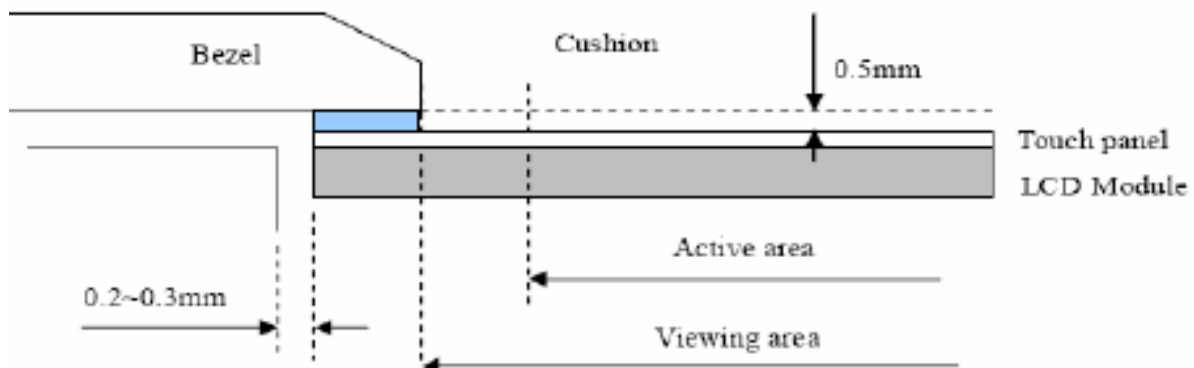 Cushion
Bezel
0.5mm
Touch panel
LCD Module
Active area
0.2~0.3mm
Viewing area